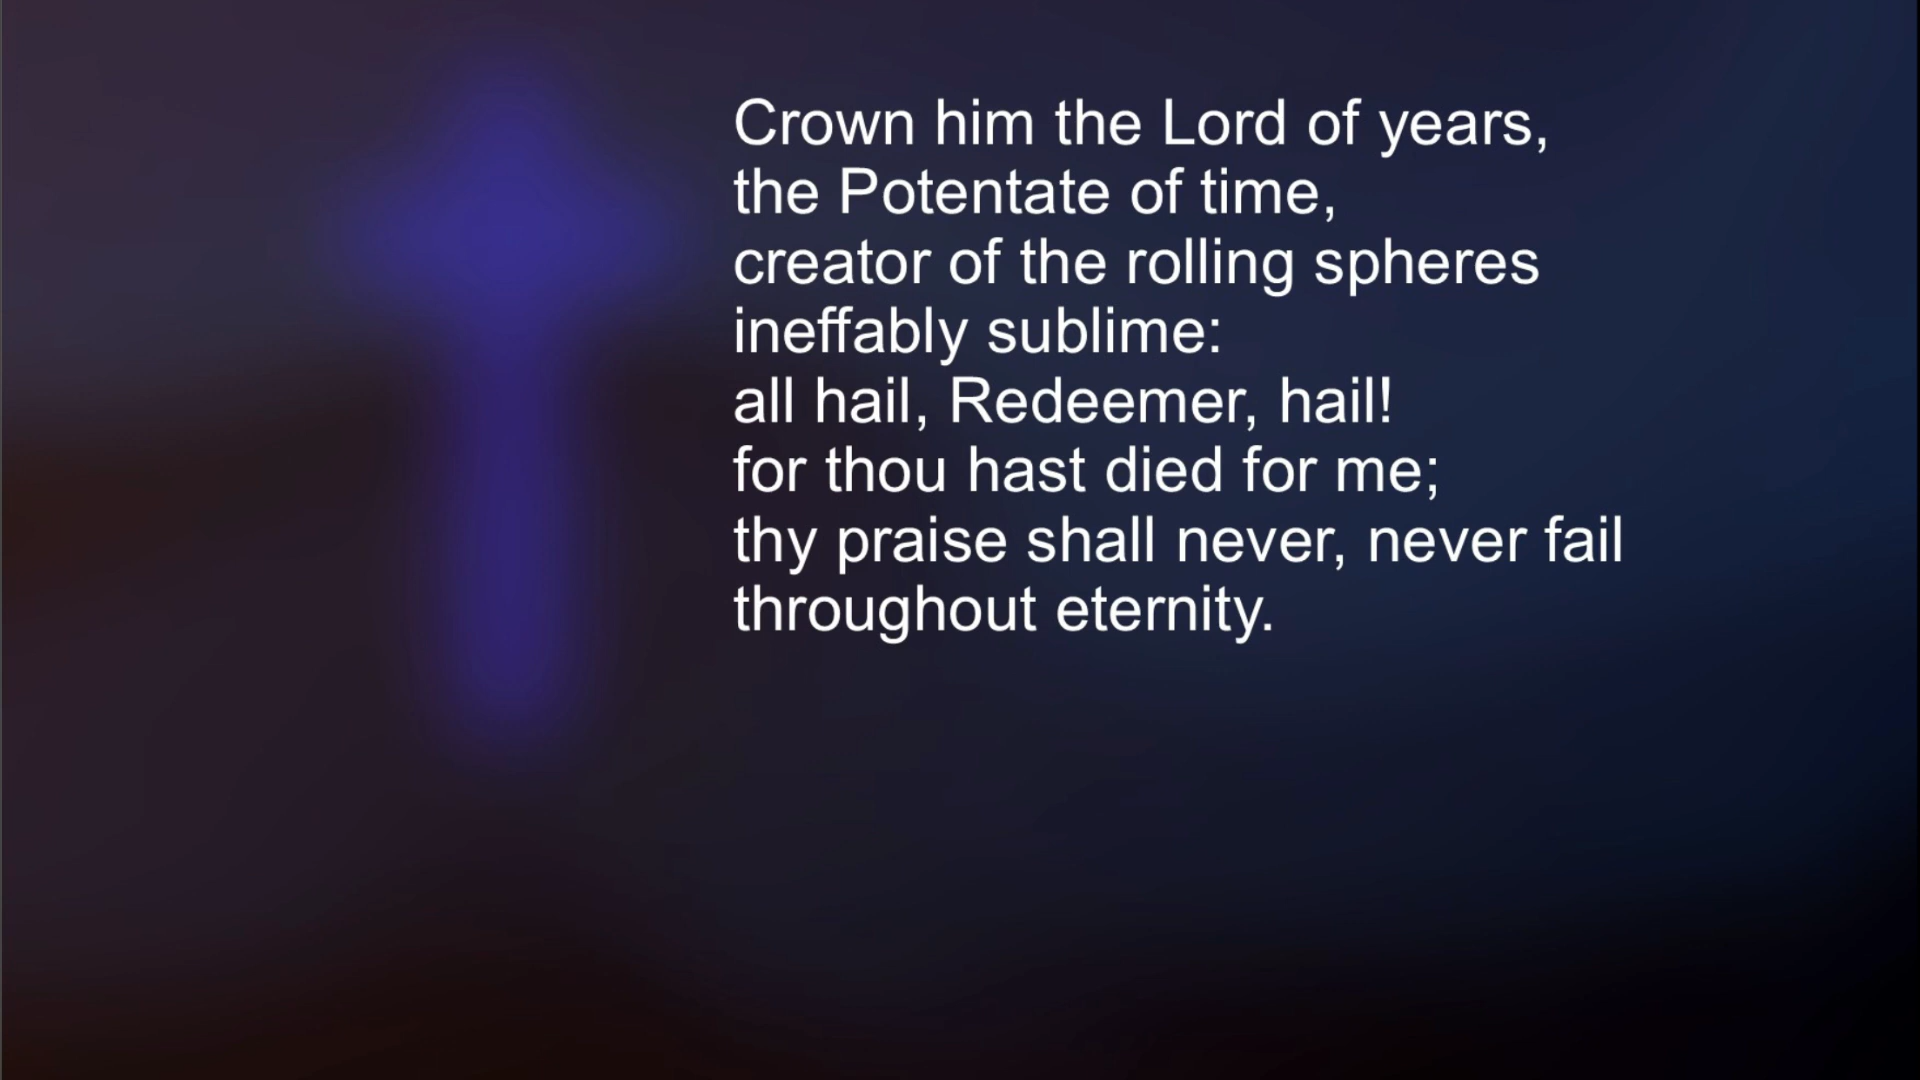 Crown him the Lord of years,
the Potentate of time,
creator of the rolling spheres
ineffably sublime:
all hail, Redeemer, hail!
for thou hast died for me;
thy praise shall never, never fail
throughout eternity.